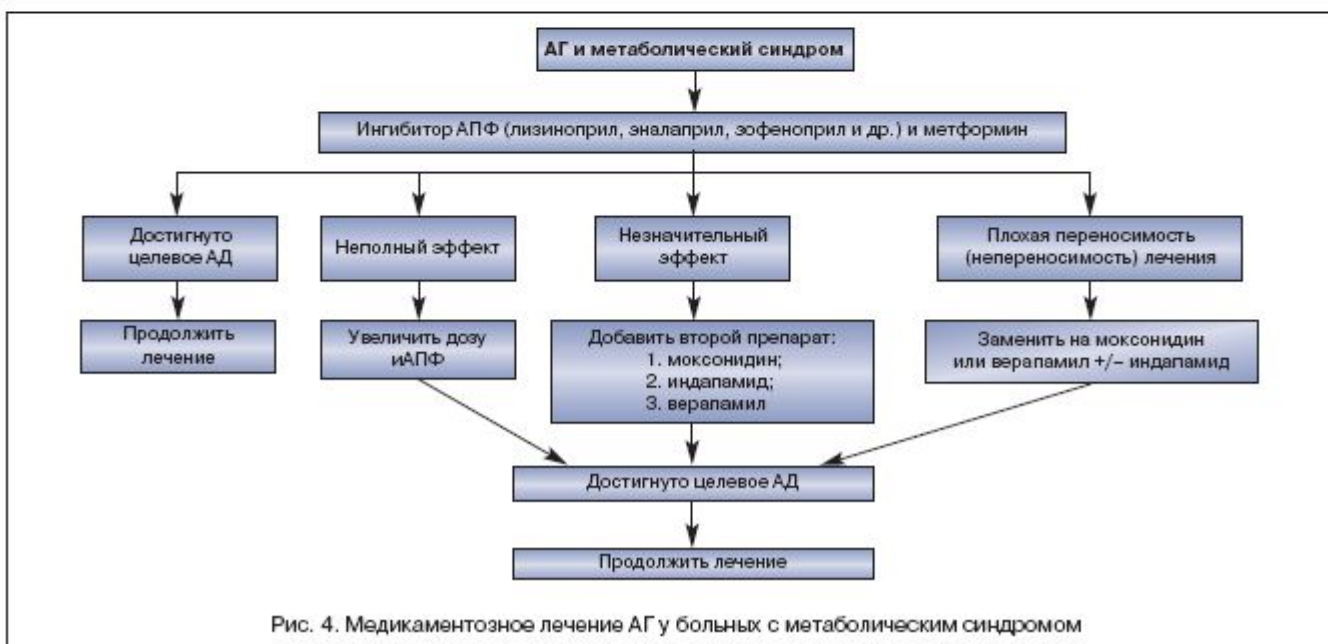 АГ и метаболический синдром
Ингибитор АПФ (лизиноприл, эналаприл, зофеноприл и др.) и метформин
Достигнуто
целевое АД
Неполный эффект
Незначительный
эффект
Плохая переносимость
(непереносимость) лечения
Продолжить
лечение
Увеличить дозу
иАПФ
Добавить второй препарат:
1. моксонидин;
2. индапамид;
3. верапамил
Заменить на моксонидин
или верапамил +/– индапамид
Достигнуто целевое АД
Продолжить лечение
Рис. 4. Медикаментозное лечение АГ у больных с метаболическим синдромом